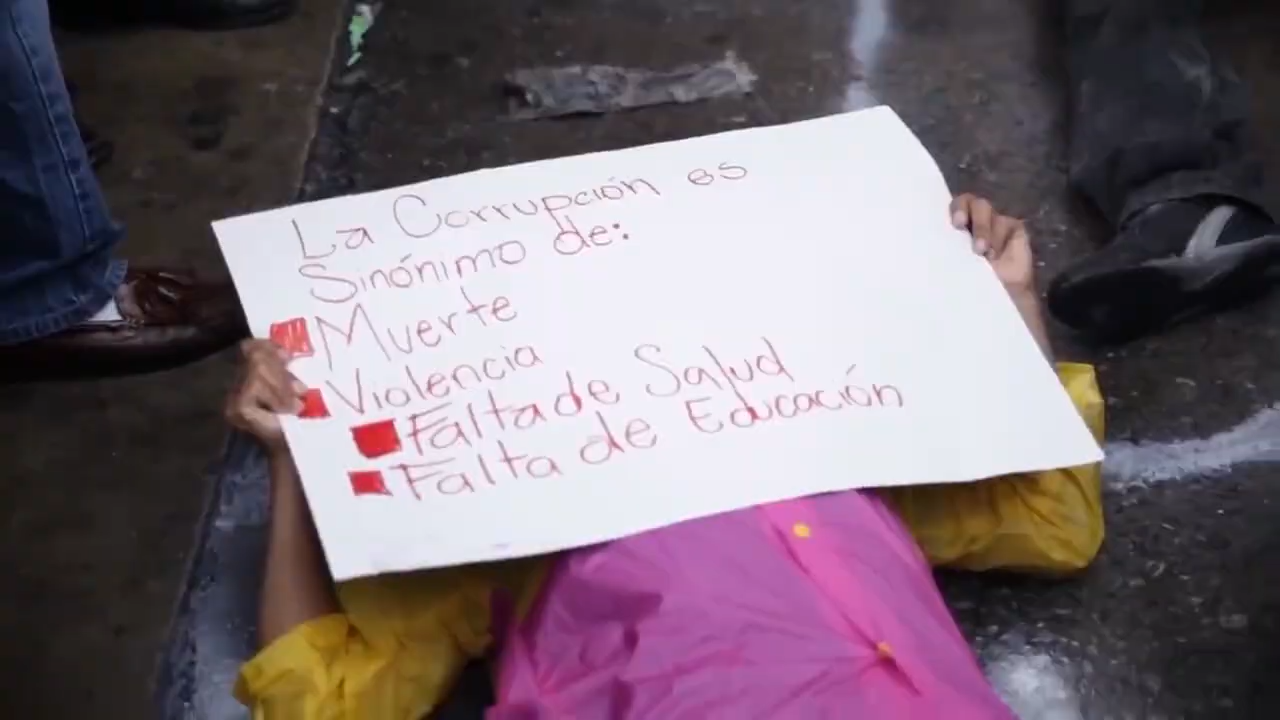 La Corrupción es
Sinónimo de:
Muerte
Violencia
Falta de Salud
Falta de Educación